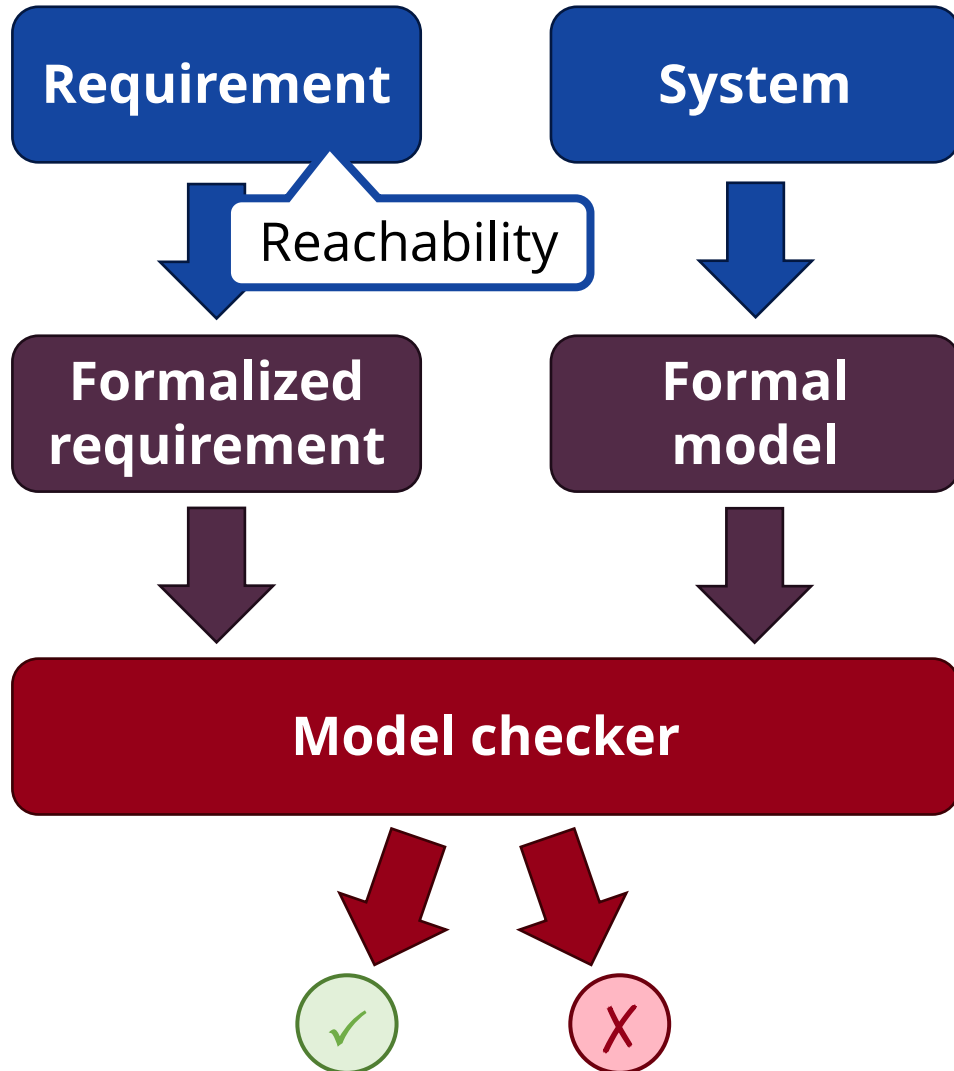 Requirement
System
Reachability
Formalized
requirement
Formal
model
Model checker
✓
✗